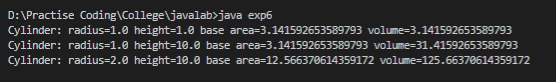 D:\Practise Coding\College\javalab>java exp6
Cylinder: radius=1.0 height=1.0 base area=3.141592653589793 volume=3.141592653589793
Cylinder: radius=1.0 height=10.0 base area=3.141592653589793 volume=31.41592653589793
Cylinder: radius=2.0 height=10.0 base area=12.566370614359172 volume=125.66370614359172